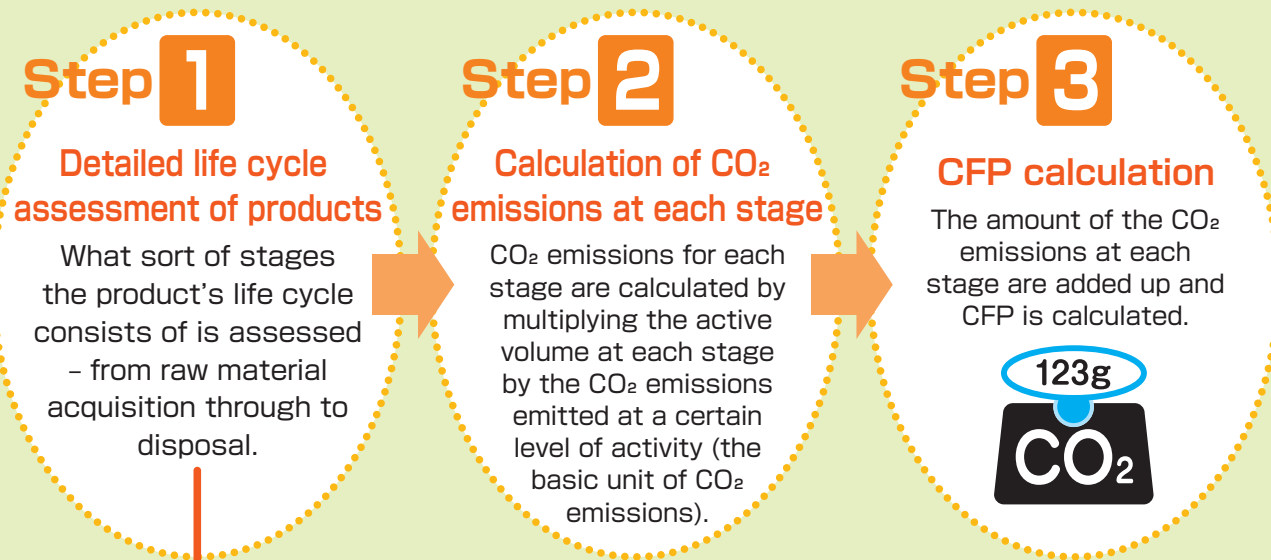 Step 1
Detailed life cycle
assessment of products
What sort of stages
the product's life cycle
consists of is assessed
– from raw material
acquisition through to
disposal.
Step 2
Calculation of CO₂
emissions at each stage
CO₂ emissions for each
stage are calculated by
multiplying the active
volume at each stage
by the CO₂ emissions
emitted at a certain
level of activity (the
basic unit of CO₂
emissions).
Step 3
CFP calculation
The amount of the CO₂
emissions at each
stage are added up and
CFP is calculated.
123g
CO₂